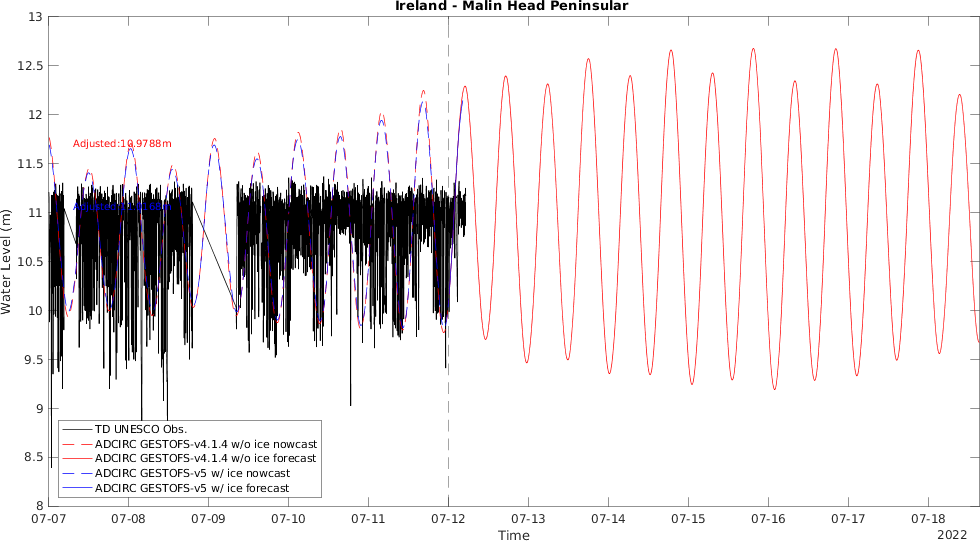 Ireland - Malin Head Peninsular
13
12.5
12
11.5
11
10.5
10
9.5
9
8.5
8
Water Level (m)
Adjusted:10.9788m
TD UNESCO Obs.
ADCIRC GESTOFS-v4.1.4 w/o ice nowcast
ADCIRC GESTOFS-v4.1.4 w/o ice forecast
ADCIRC GESTOFS-v5 w/ ice nowcast
ADCIRC GESTOFS-v5 w/ ice forecast
07-07 07-08 07-09 07-10 07-11 07-12 07-13 07-14 07-15 07-16 07-17 07-18
Time
2022